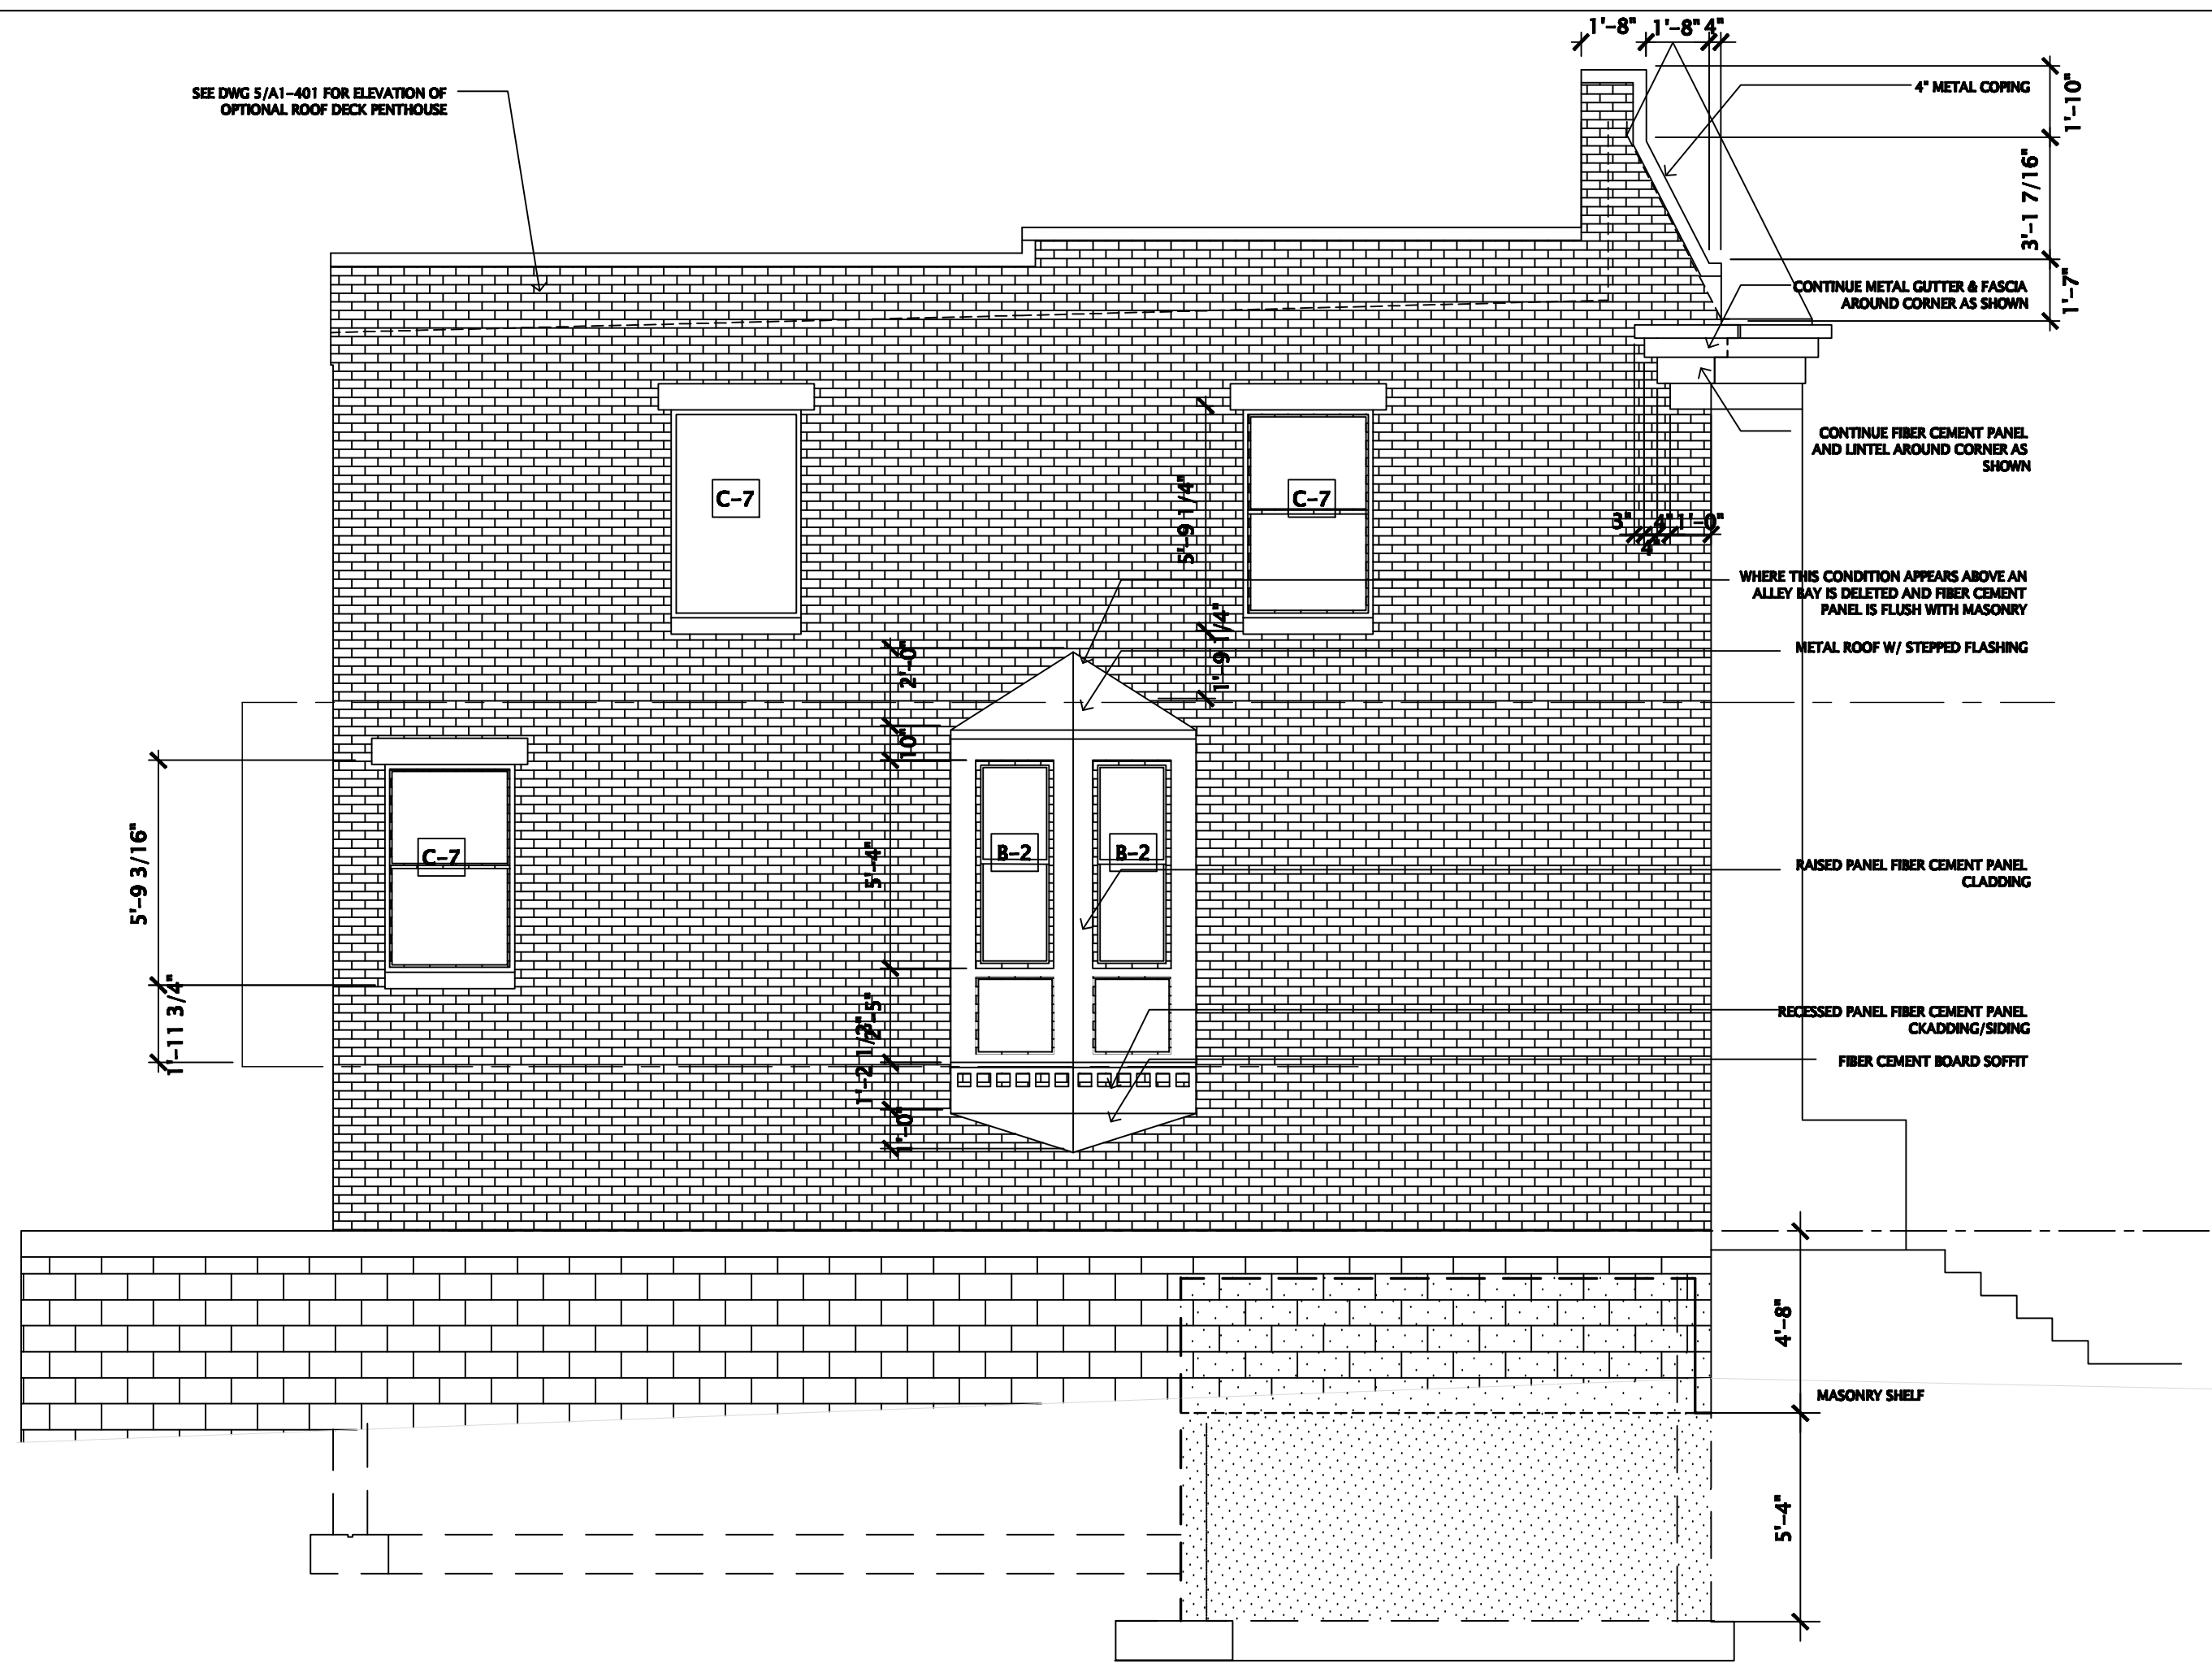 1'-8" 1'-8" 4"
SEE DWG 5/A1-401 FOR ELEVATION OF
OPTIONAL ROOF DECK PENTHOUSE
4" METAL COPING
1'-10"
3'-1 7/16"
1'-7"
CONTINUE METAL GUTTER & FASCIA
AROUND CORNER AS SHOWN
CONTINUE FIBER CEMENT PANEL
AND LINTEL AROUND CORNER AS
SHOWN
C-7
C-7
5'-9 1/4"
3" 4" 1'-0"
4"
WHERE THIS CONDITION APPEARS ABOVE AN
ALLEY BAY IS DELETED AND FIBER CEMENT
PANEL IS FLUSH WITH MASONRY
1'-9 1/4"
2'-0"
METAL ROOF W/ STEPPED FLASHING
10"
5'-9 3/16"
C-7
5'-4"
B-2
B-2
RAISED PANEL FIBER CEMENT PANEL
CLADDING
1'-11 3/4"
2'-5"
1'-2 1/2"
RECESSED PANEL FIBER CEMENT PANEL
CKADDING/SIDING
FIBER CEMENT BOARD SOFFIT
1'-0"
4'-8"
MASONRY SHELF
5'-4"